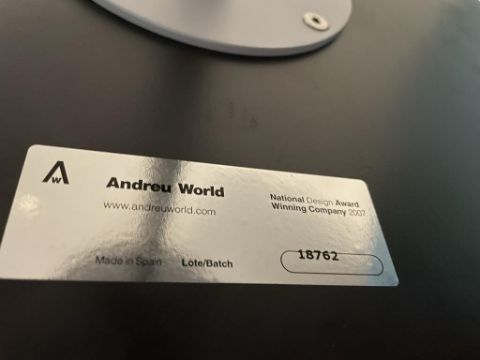 AW
Andreu World
www.andreuworld.com
National Design Award
Winning Company 2007
Made in Spain Lote/Batch
18762